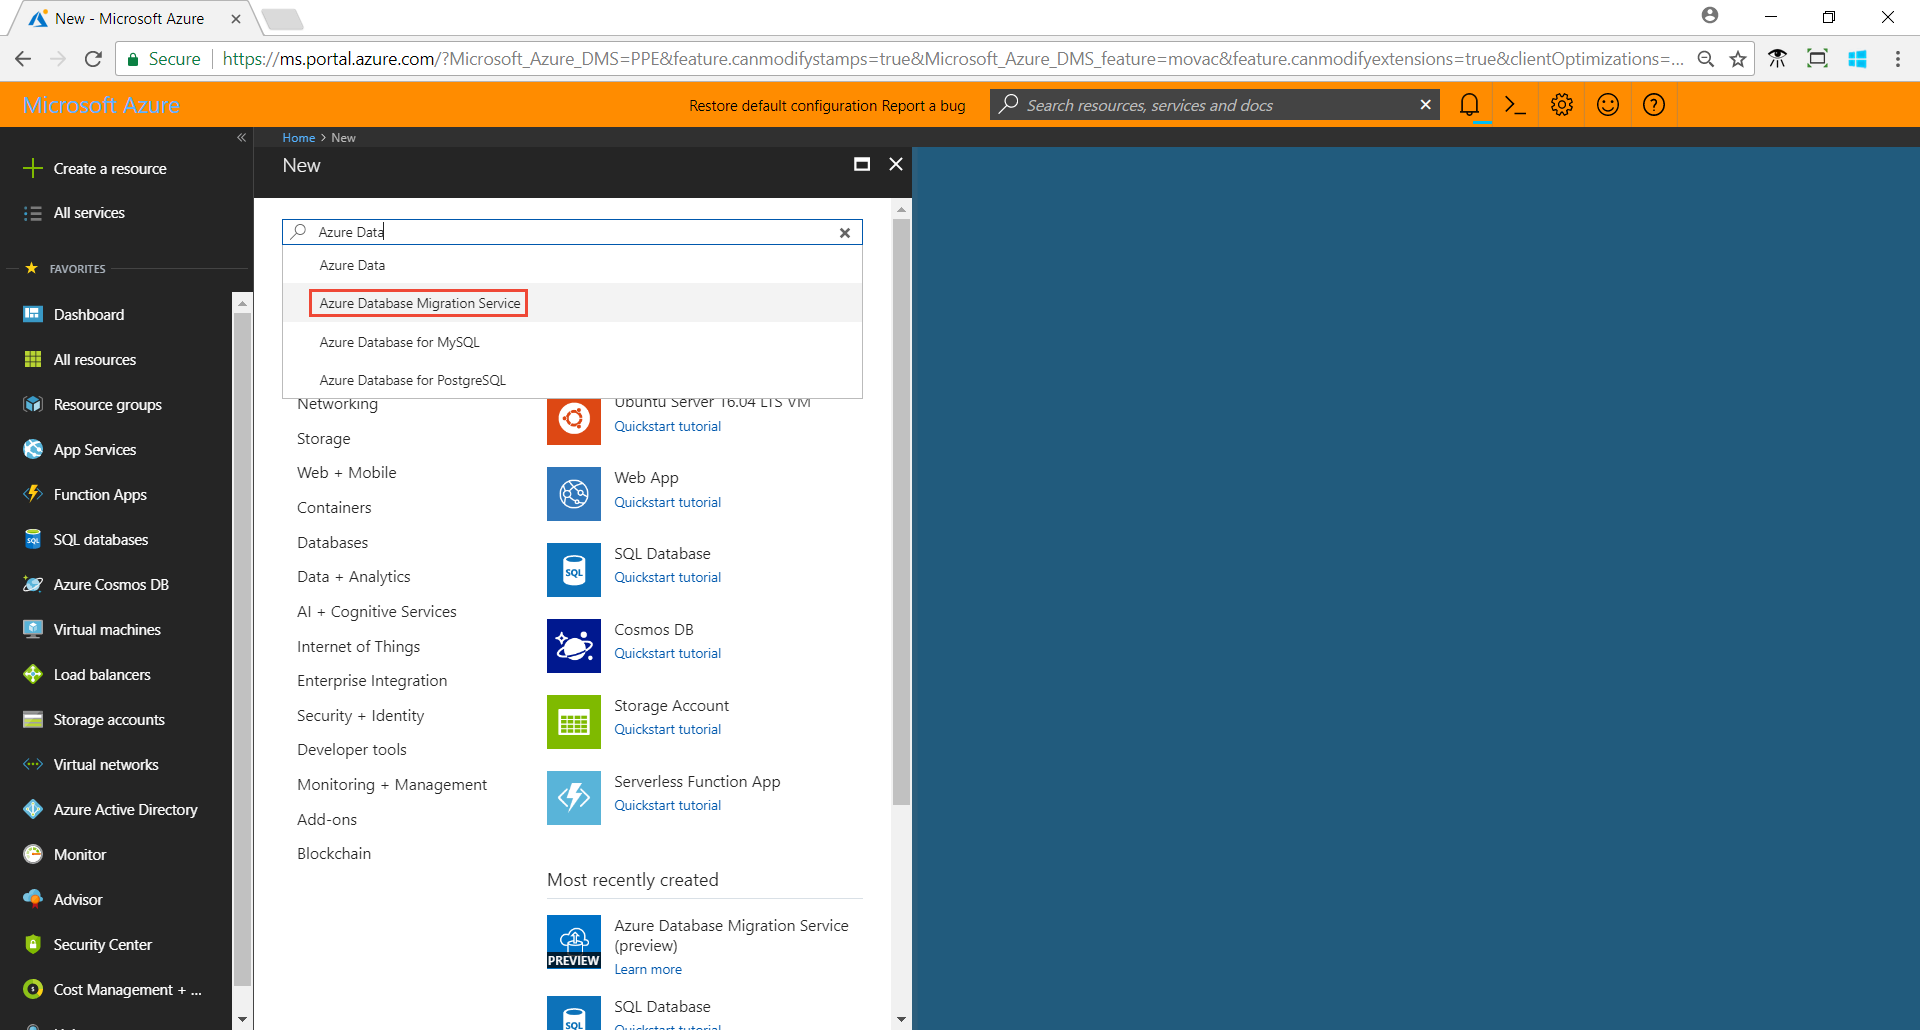 New - Microsoft Azure
Secure
https://ms.portal.azure.com/?Microsoft_Azure_DMS=PPE&feature.canmodifystamps=true&Microsoft_Azure_DMS_feature=movac&feature.canmodifyextensions=true&clientOptimizations=...
Microsoft Azure
Restore default configuration Report a bug
Search resources, services and docs
Create a resource
All services
FAVORITES
Dashboard
All resources
Resource groups
App Services
Function Apps
SQL databases
Azure Cosmos DB
Virtual machines
Load balancers
Storage accounts
Virtual networks
Azure Active Directory
Monitor
Advisor
Security Center
Cost Management + ...
Home > New
New
Azure Data
Azure Data
Azure Database Migration Service
Azure Database for MySQL
Azure Database for PostgreSQL
Networking
Storage
Web + Mobile
Containers
Databases
Data + Analytics
AI + Cognitive Services
Internet of Things
Enterprise Integration
Security + Identity
Developer tools
Monitoring + Management
Add-ons
Blockchain
Ubuntu Server 16.04 LTS VM
Quickstart tutorial
Web App
Quickstart tutorial
SQL
SQL Database
Quickstart tutorial
Cosmos DB
Quickstart tutorial
Storage Account
Quickstart tutorial
Serverless Function App
Quickstart tutorial
Most recently created
PREVIEW
Azure Database Migration Service
(preview)
Learn more
SQL
SQL Database
Quickstart tutorial